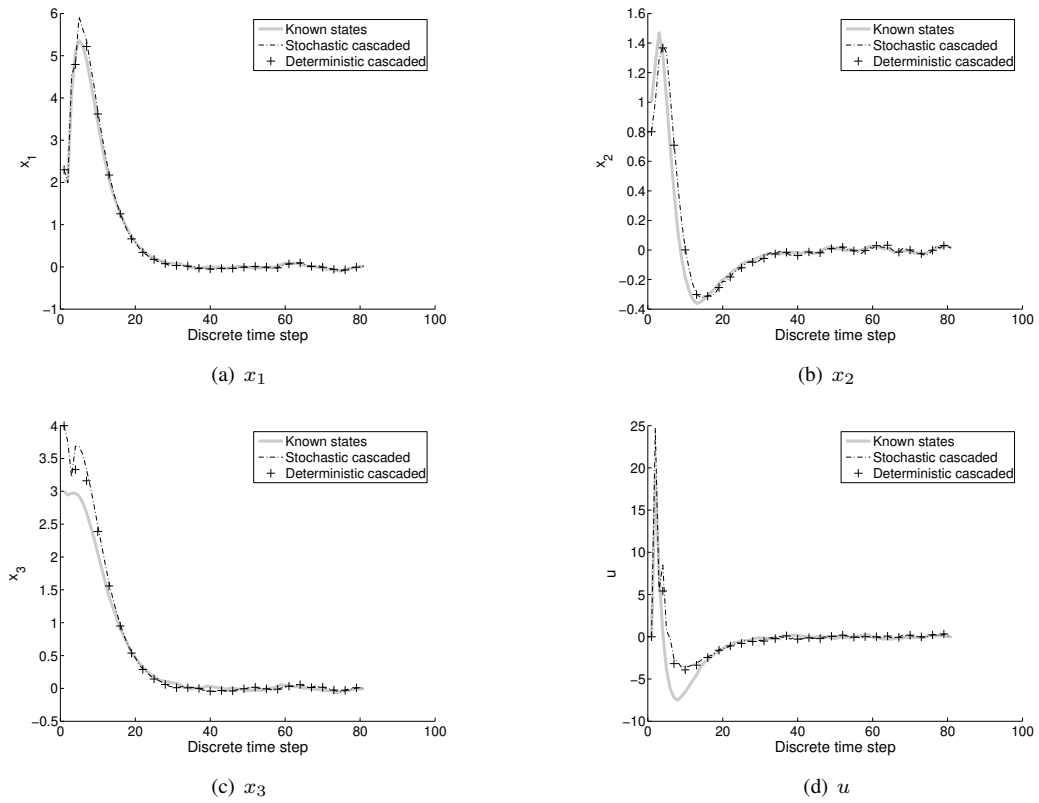 6
5
4
3
2
1
0
−1
x1
0
20
40
60
80
100
Discrete time step
Known states
Stochastic cascaded
Deterministic cascaded
(a) x1
1.6
1.4
1.2
1
0.8
0.6
0.4
0.2
0
−0.2
−0.4
x2
0
20
40
60
80
100
Discrete time step
Known states
Stochastic cascaded
Deterministic cascaded
(b) x2
4
3.5
3
2.5
2
1.5
1
0.5
0
−0.5
x3
0
20
40
60
80
100
Discrete time step
Known states
Stochastic cascaded
Deterministic cascaded
(c) x3
25
20
15
10
5
0
−5
−10
u
0
20
40
60
80
100
Discrete time step
Known states
Stochastic cascaded
Deterministic cascaded
(d) u